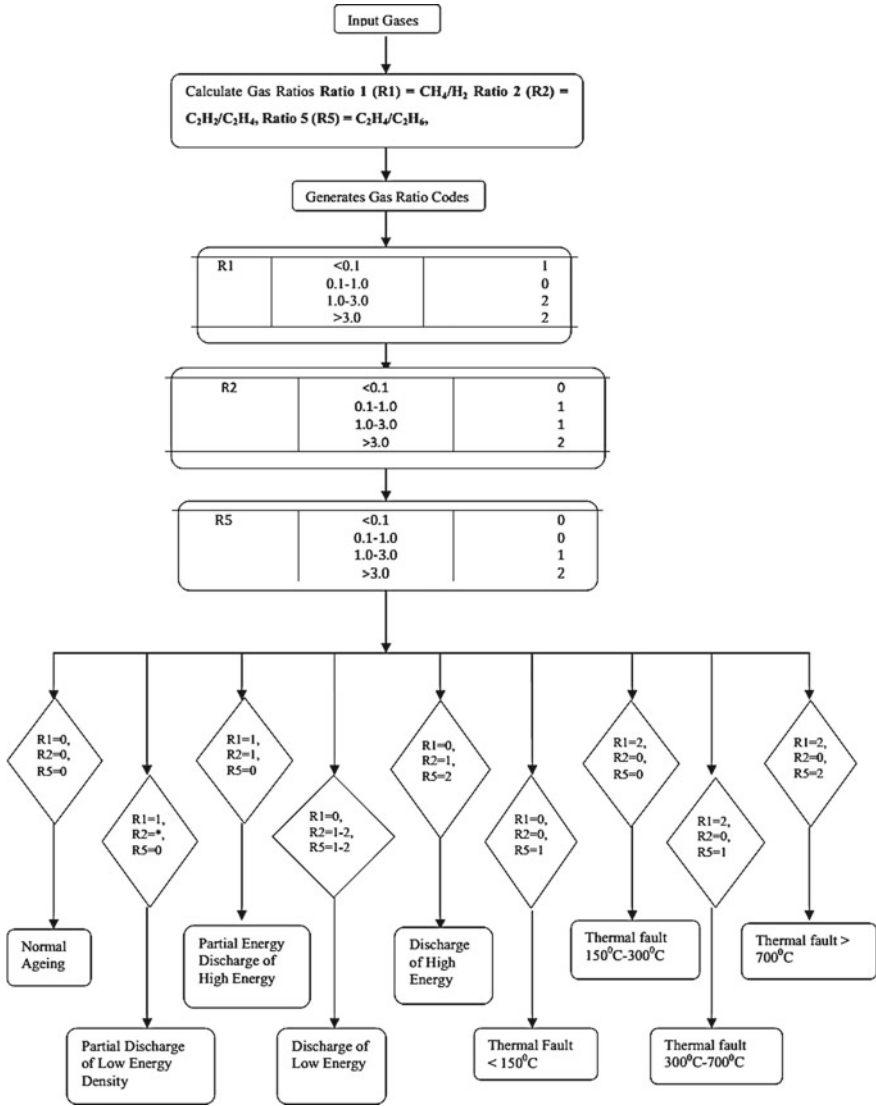 Input Gases
Calculate Gas Ratios Ratio 1 (R1) = CH₄/H₂ Ratio 2 (R2) =
C₂H₂/C₂H₄, Ratio 5 (R5) = C₂H₄/C₂H₆,
Generates Gas Ratio Codes
R1 <0.1 1
0.1-1.0 0
1.0-3.0 2
>3.0 2
R2 <0.1 0
0.1-1.0 1
1.0-3.0 1
>3.0 2
R5 <0.1 0
0.1-1.0 0
1.0-3.0 1
>3.0 2
R1=0,
R2=0,
R5=0
R1=1,
R2=*,
R5=0
R1=1,
R2=1,
R5=0
R1=0,
R2=1-2,
R5=1-2
R1=0,
R2=1,
R5=2
R1=0,
R2=0,
R5=1
R1=2,
R2=0,
R5=0
R1=2,
R2=0,
R5=1
R1=2,
R2=0,
R5=2
Normal
Ageing
Partial Energy
Discharge of
High Energy
Discharge
of High
Energy
Thermal fault
150⁰C-300⁰C
Thermal fault >
700⁰C
Partial Discharge
of Low Energy
Density
Discharge of
Low Energy
Thermal Fault
< 150⁰C
Thermal fault
300⁰C-700⁰C